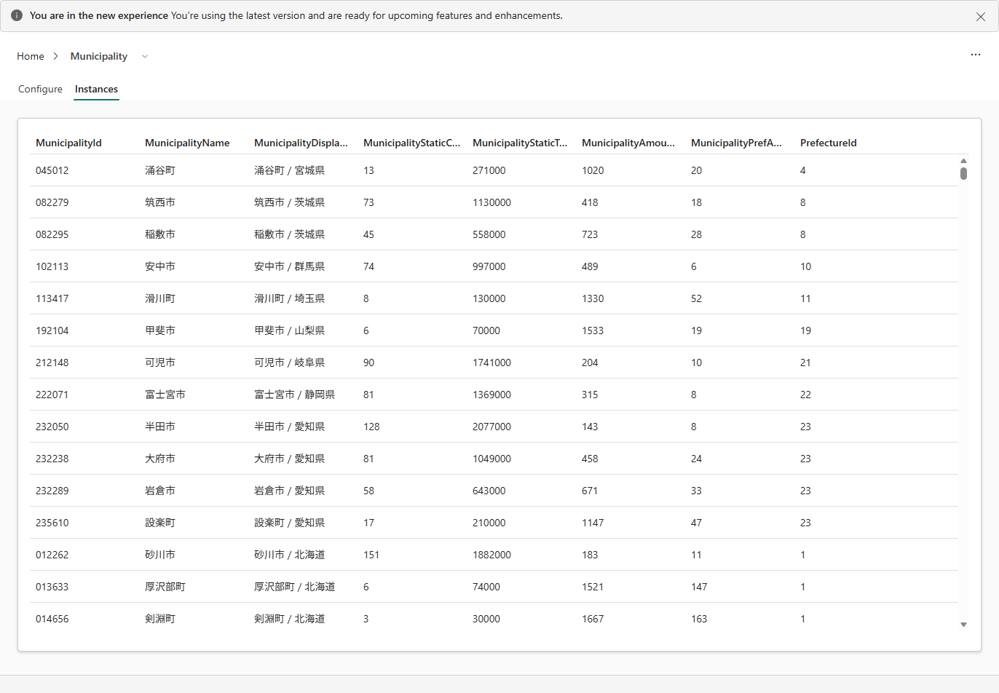 You are in the new experience You're using the latest version and are ready for upcoming features and enhancements.
Home > Municipality
Configure Instances
MunicipalityId MunicipalityName MunicipalityDispla... MunicipalityStaticC... MunicipalityStaticT... MunicipalityAmou... MunicipalityPrefA... PrefectureId
045012 涌谷町 涌谷町 / 宮城県 13 271000 1020 20 4
082279 筑西市 筑西市 / 茨城県 73 1130000 418 18 8
082295 稲敷市 稲敷市 / 茨城県 45 558000 723 28 8
102113 安中市 安中市 / 群馬県 74 997000 489 6 10
113417 滑川町 滑川町 / 埼玉県 8 130000 1330 52 11
192104 甲斐市 甲斐市 / 山梨県 6 70000 1533 19 19
212148 可児市 可児市 / 岐阜県 90 1741000 204 10 21
222071 富士宮市 富士宮市 / 静岡県 81 1369000 315 8 22
232050 半田市 半田市 / 愛知県 128 2077000 143 8 23
232238 大府市 大府市 / 愛知県 81 1049000 458 24 23
232289 岩倉市 岩倉市 / 愛知県 58 643000 671 33 23
235610 設楽町 設楽町 / 愛知県 17 210000 1147 47 23
012262 砂川市 砂川市 / 北海道 151 1882000 183 11 1
013633 厚沢部町 厚沢部町 / 北海道 6 74000 1521 147 1
014656 剣淵町 剣淵町 / 北海道 3 30000 1667 163 1